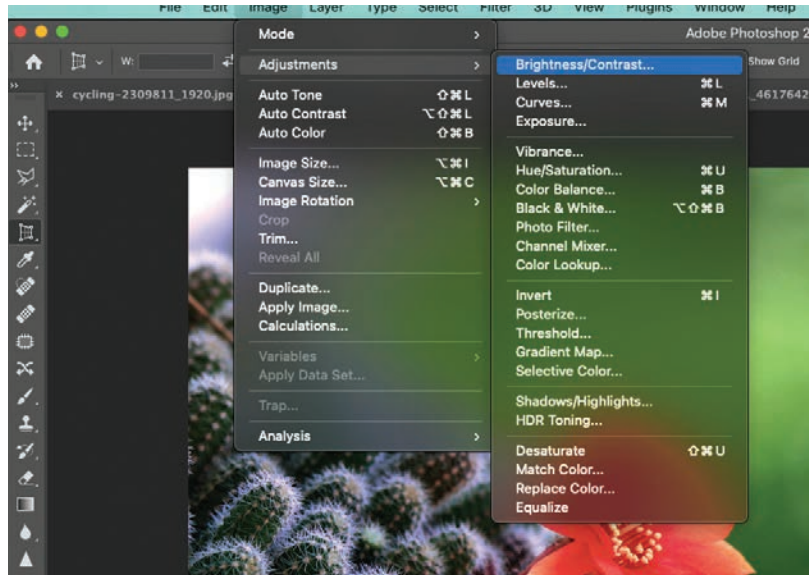 File Edit Image Layer Type Select Filter 3D View Plugins Window Help
Adobe Photoshop 2
W:
Show Grid
× cycling-2309811_1920.jpg
_4617642
Mode >
Adjustments >
Auto Tone ⇧⌘L
Auto Contrast ⌥⇧⌘L
Auto Color ⇧⌘B
Image Size... ⌥⌘I
Canvas Size... ⌥⌘C
Image Rotation >
Crop
Trim...
Reveal All
Duplicate...
Apply Image...
Calculations...
Variables >
Apply Data Set...
Trap...
Analysis >
Brightness/Contrast...
Levels... ⌘L
Curves... ⌘M
Exposure...
Vibrance...
Hue/Saturation... ⌘U
Color Balance... ⌘B
Black & White... ⌥⇧⌘B
Photo Filter...
Channel Mixer...
Color Lookup...
Invert ⌘I
Posterize...
Threshold...
Gradient Map...
Selective Color...
Shadows/Highlights...
HDR Toning...
Desaturate ⇧⌘U
Match Color...
Replace Color...
Equalize